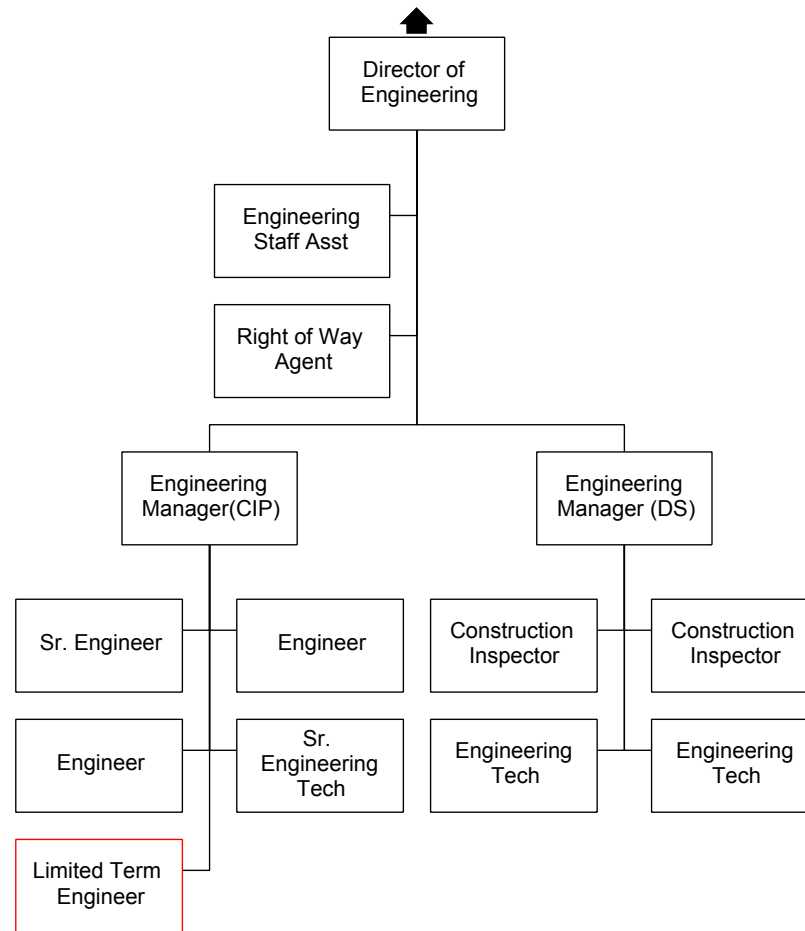 Director of
Engineering
Engineering
Staff Asst
Right of Way
Agent
Engineering
Manager(CIP)
Engineering
Manager (DS)
Sr. Engineer
Engineer
Construction
Inspector
Construction
Inspector
Engineer
Sr.
Engineering
Tech
Engineering
Tech
Engineering
Tech
Limited Term
Engineer